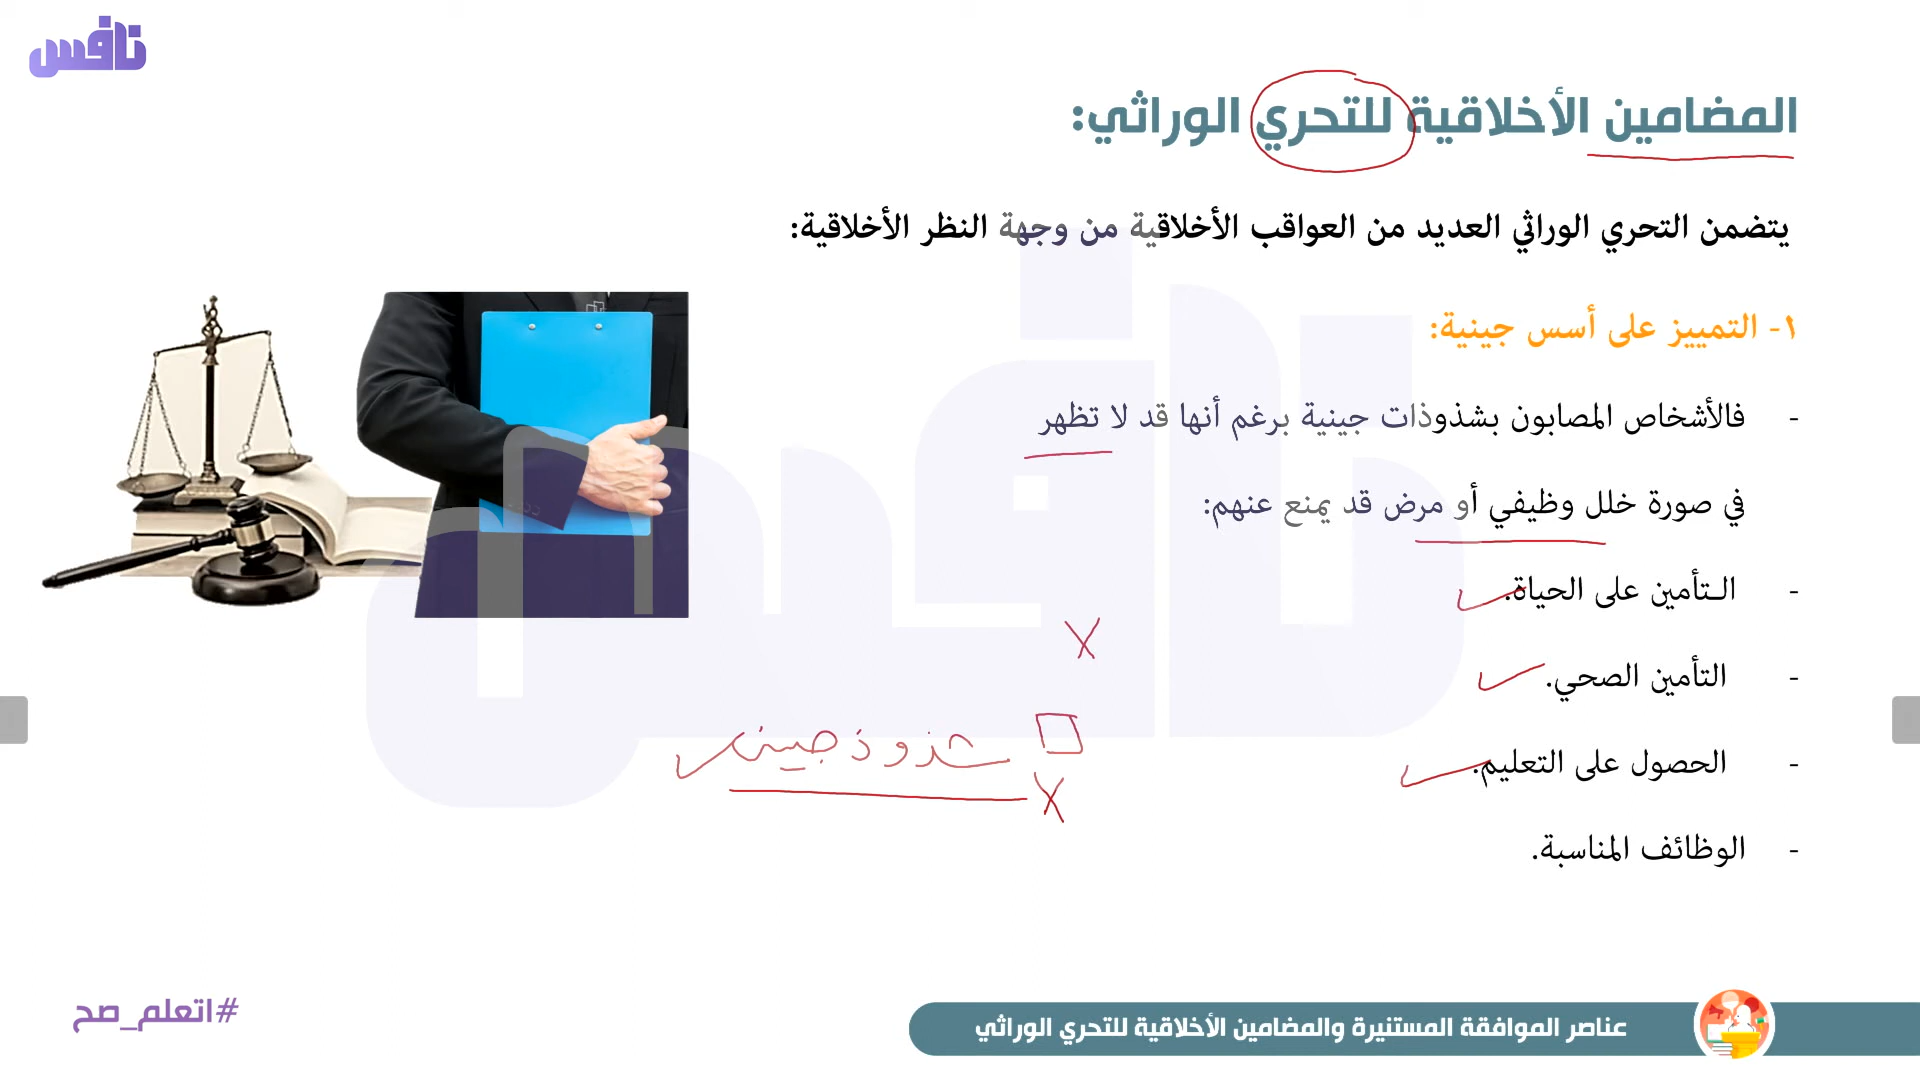 نافس
المضامين الأخلاقية للتحري الوراثي:
يتضمن التحري الوراثي العديد من العواقب الأخلاقية من وجهة النظر الأخلاقية:
١- التمييز على أسس جينية:
- فالأشخاص المصابون بشذوذات جينية برغم أنها قد لا تظهر
في صورة خلل وظيفي أو مرض قد يمنع عنهم:
- الـتأمين على الحياة.
- التأمين الصحي.
شذوذ جيني
- الحصول على التعليم.
- الوظائف المناسبة.
عناصر الموافقة المستنيرة والمضامين الأخلاقية للتحري الوراثي
#اتعلم_صح